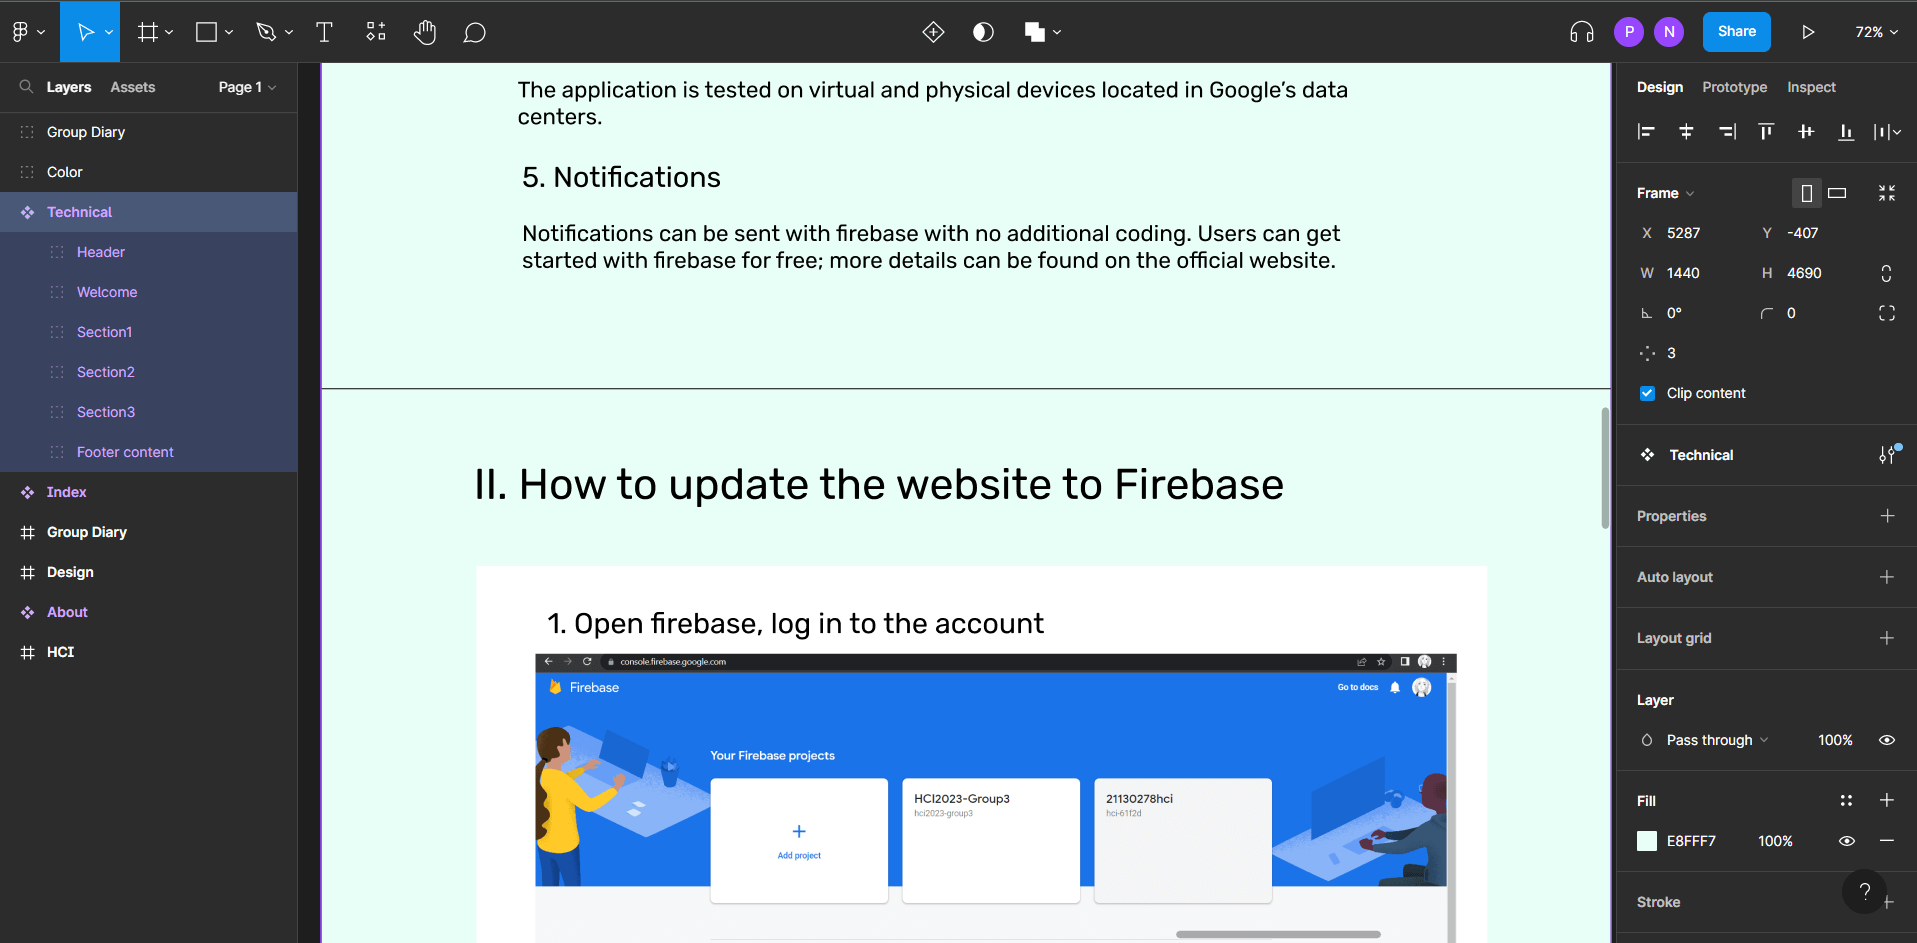 P
N
Share
72%
Layers
Assets
Page 1
Group Diary
Color
Technical
Header
Welcome
Section1
Section2
Section3
Footer content
Index
Group Diary
Design
About
HCI
The application is tested on virtual and physical devices located in Google's data
centers.
5. Notifications
Notifications can be sent with firebase with no additional coding. Users can get
started with firebase for free; more details can be found on the official website.
II. How to update the website to Firebase
1. Open firebase, log in to the account
console.firebase.google.com
Firebase
Go to docs
Your Firebase projects
+
Add project
HCI2023-Group3
hci2023-group3
21130278hci
hci-61f2d
Design
Prototype
Inspect
Frame
X 5287
Y -407
W 1440
H 4690
0°
0
3
Clip content
Technical
Properties
Auto layout
Layout grid
Layer
Pass through
100%
Fill
E8FFF7
100%
Stroke
?